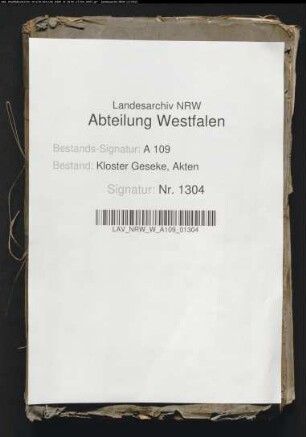 Landesarchiv NRW
Abteilung Westfalen
Bestands-Signatur: A 109
Bestand: Kloster Geseke, Akten
Signatur: Nr. 1304
LAV_NRW_W_A109_01304